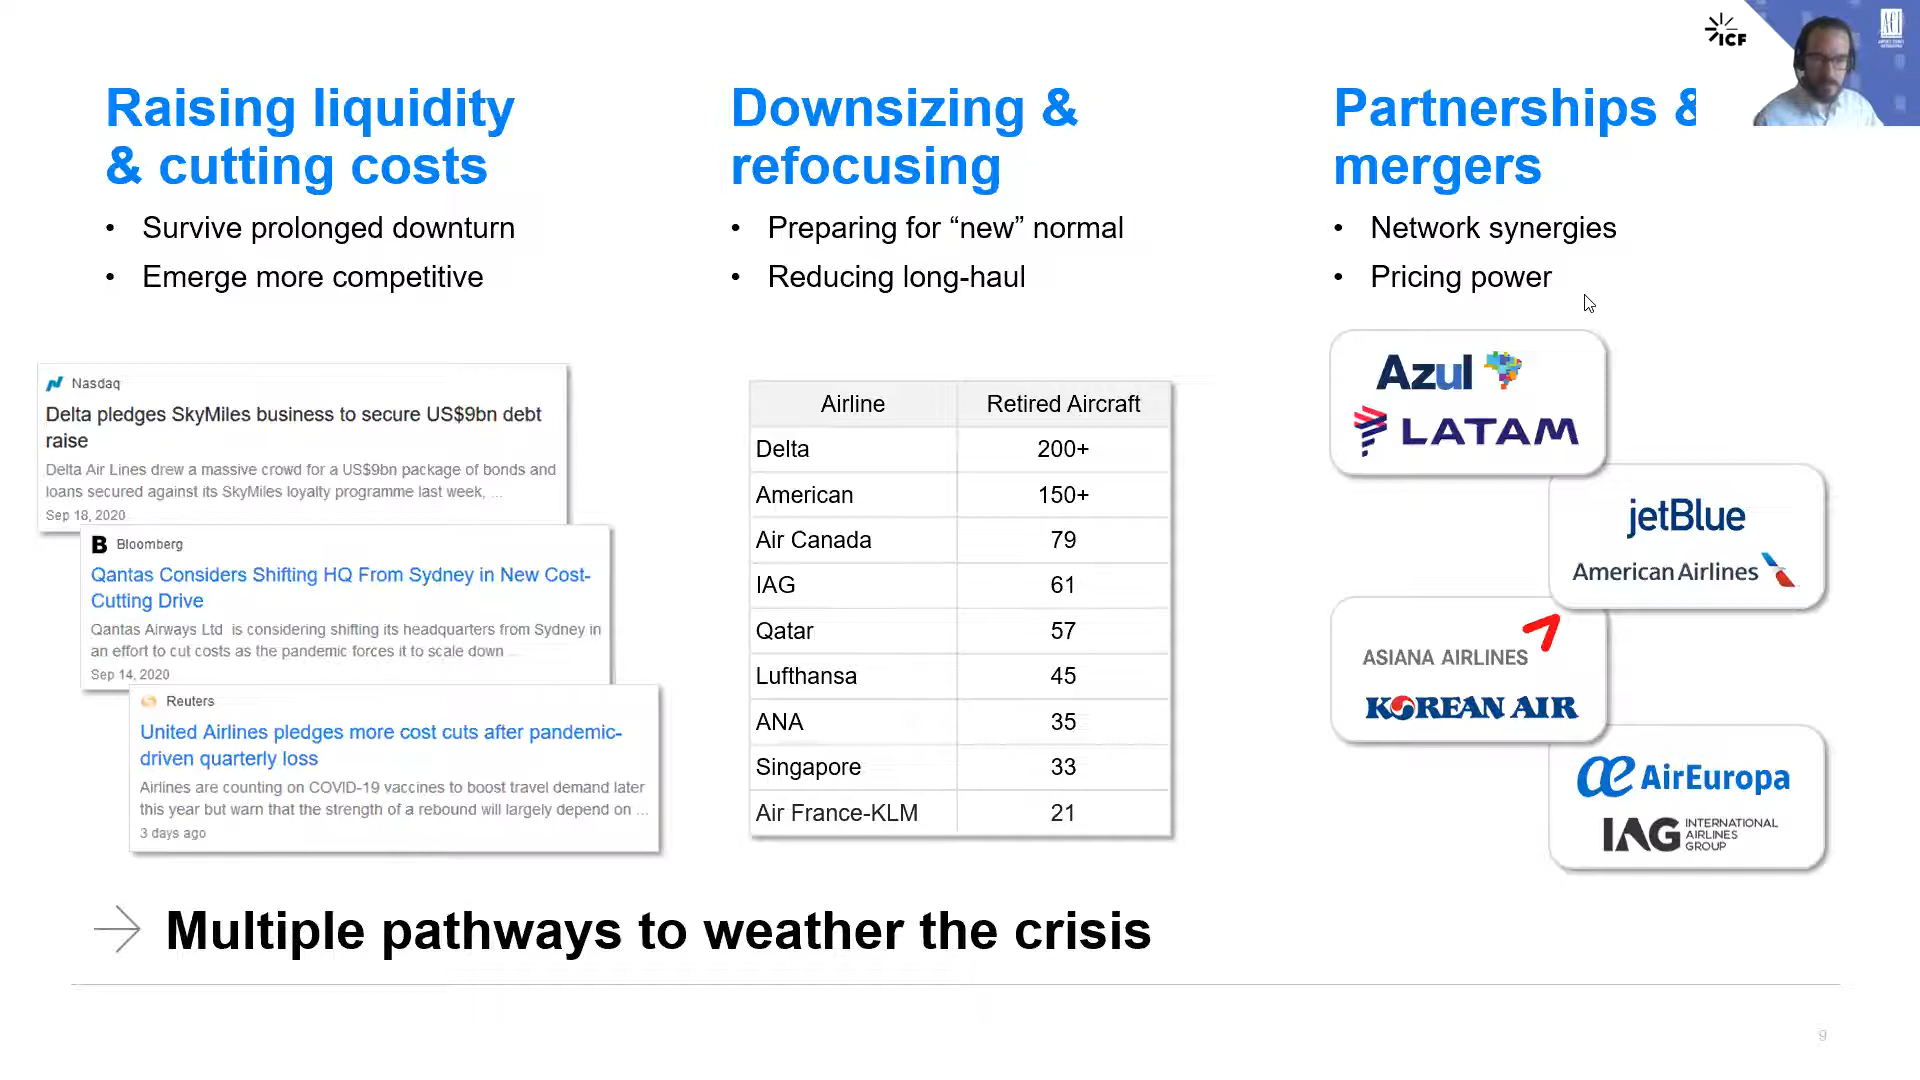 ICF
ACI
Raising liquidity
& cutting costs
• Survive prolonged downturn
• Emerge more competitive
Nasdaq
Delta pledges SkyMiles business to secure US$9bn debt
raise
Delta Air Lines drew a massive crowd for a US$9bn package of bonds and
loans secured against its SkyMiles loyalty programme last week, ...
Sep 18, 2020
B Bloomberg
Qantas Considers Shifting HQ From Sydney in New Cost-
Cutting Drive
Qantas Airways Ltd is considering shifting its headquarters from Sydney in
an effort to cut costs as the pandemic forces it to scale down ...
Sep 14, 2020
Reuters
United Airlines pledges more cost cuts after pandemic-
driven quarterly loss
Airlines are counting on COVID-19 vaccines to boost travel demand later
this year but warn that the strength of a rebound will largely depend on ...
3 days ago
Downsizing &
refocusing
• Preparing for “new” normal
• Reducing long-haul
Airline Retired Aircraft
Delta 200+
American 150+
Air Canada 79
IAG 61
Qatar 57
Lufthansa 45
ANA 35
Singapore 33
Air France-KLM 21
Partnerships &
mergers
• Network synergies
• Pricing power
Azul
LATAM
jetBlue
American Airlines
ASIANA AIRLINES
KOREAN AIR
AirEuropa
IAG INTERNATIONAL
AIRLINES
GROUP
Multiple pathways to weather the crisis
9